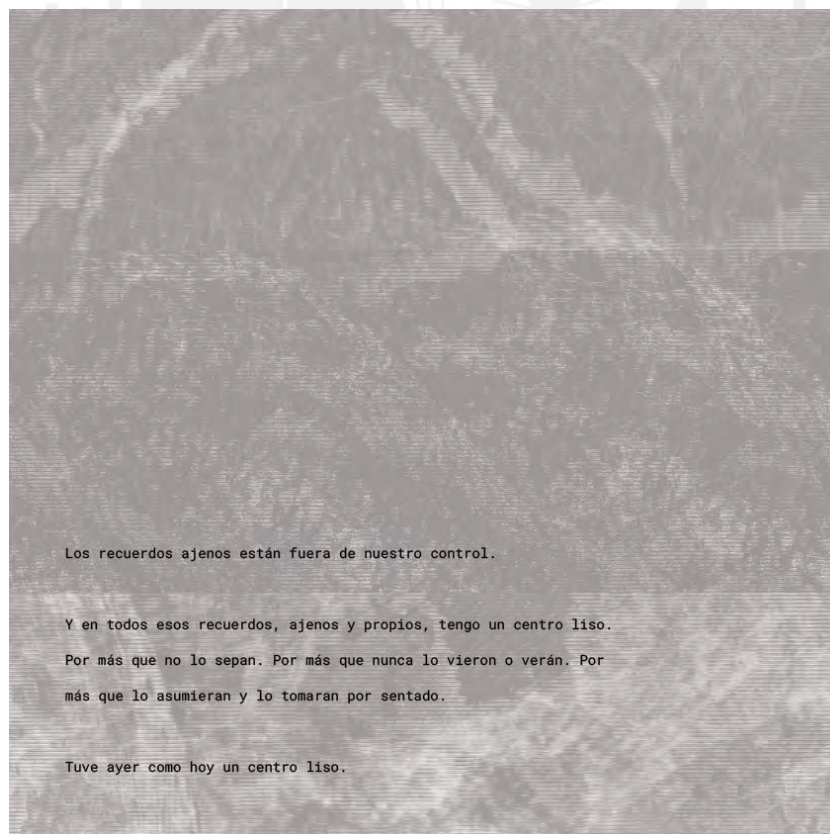 Los recuerdos ajenos están fuera de nuestro control.
Y en todos esos recuerdos, ajenos y propios, tengo un centro liso.
Por más que no lo sepan. Por más que nunca lo vieron o verán. Por
más que lo asumieran y lo tomaran por sentado.
Tuve ayer como hoy un centro liso.